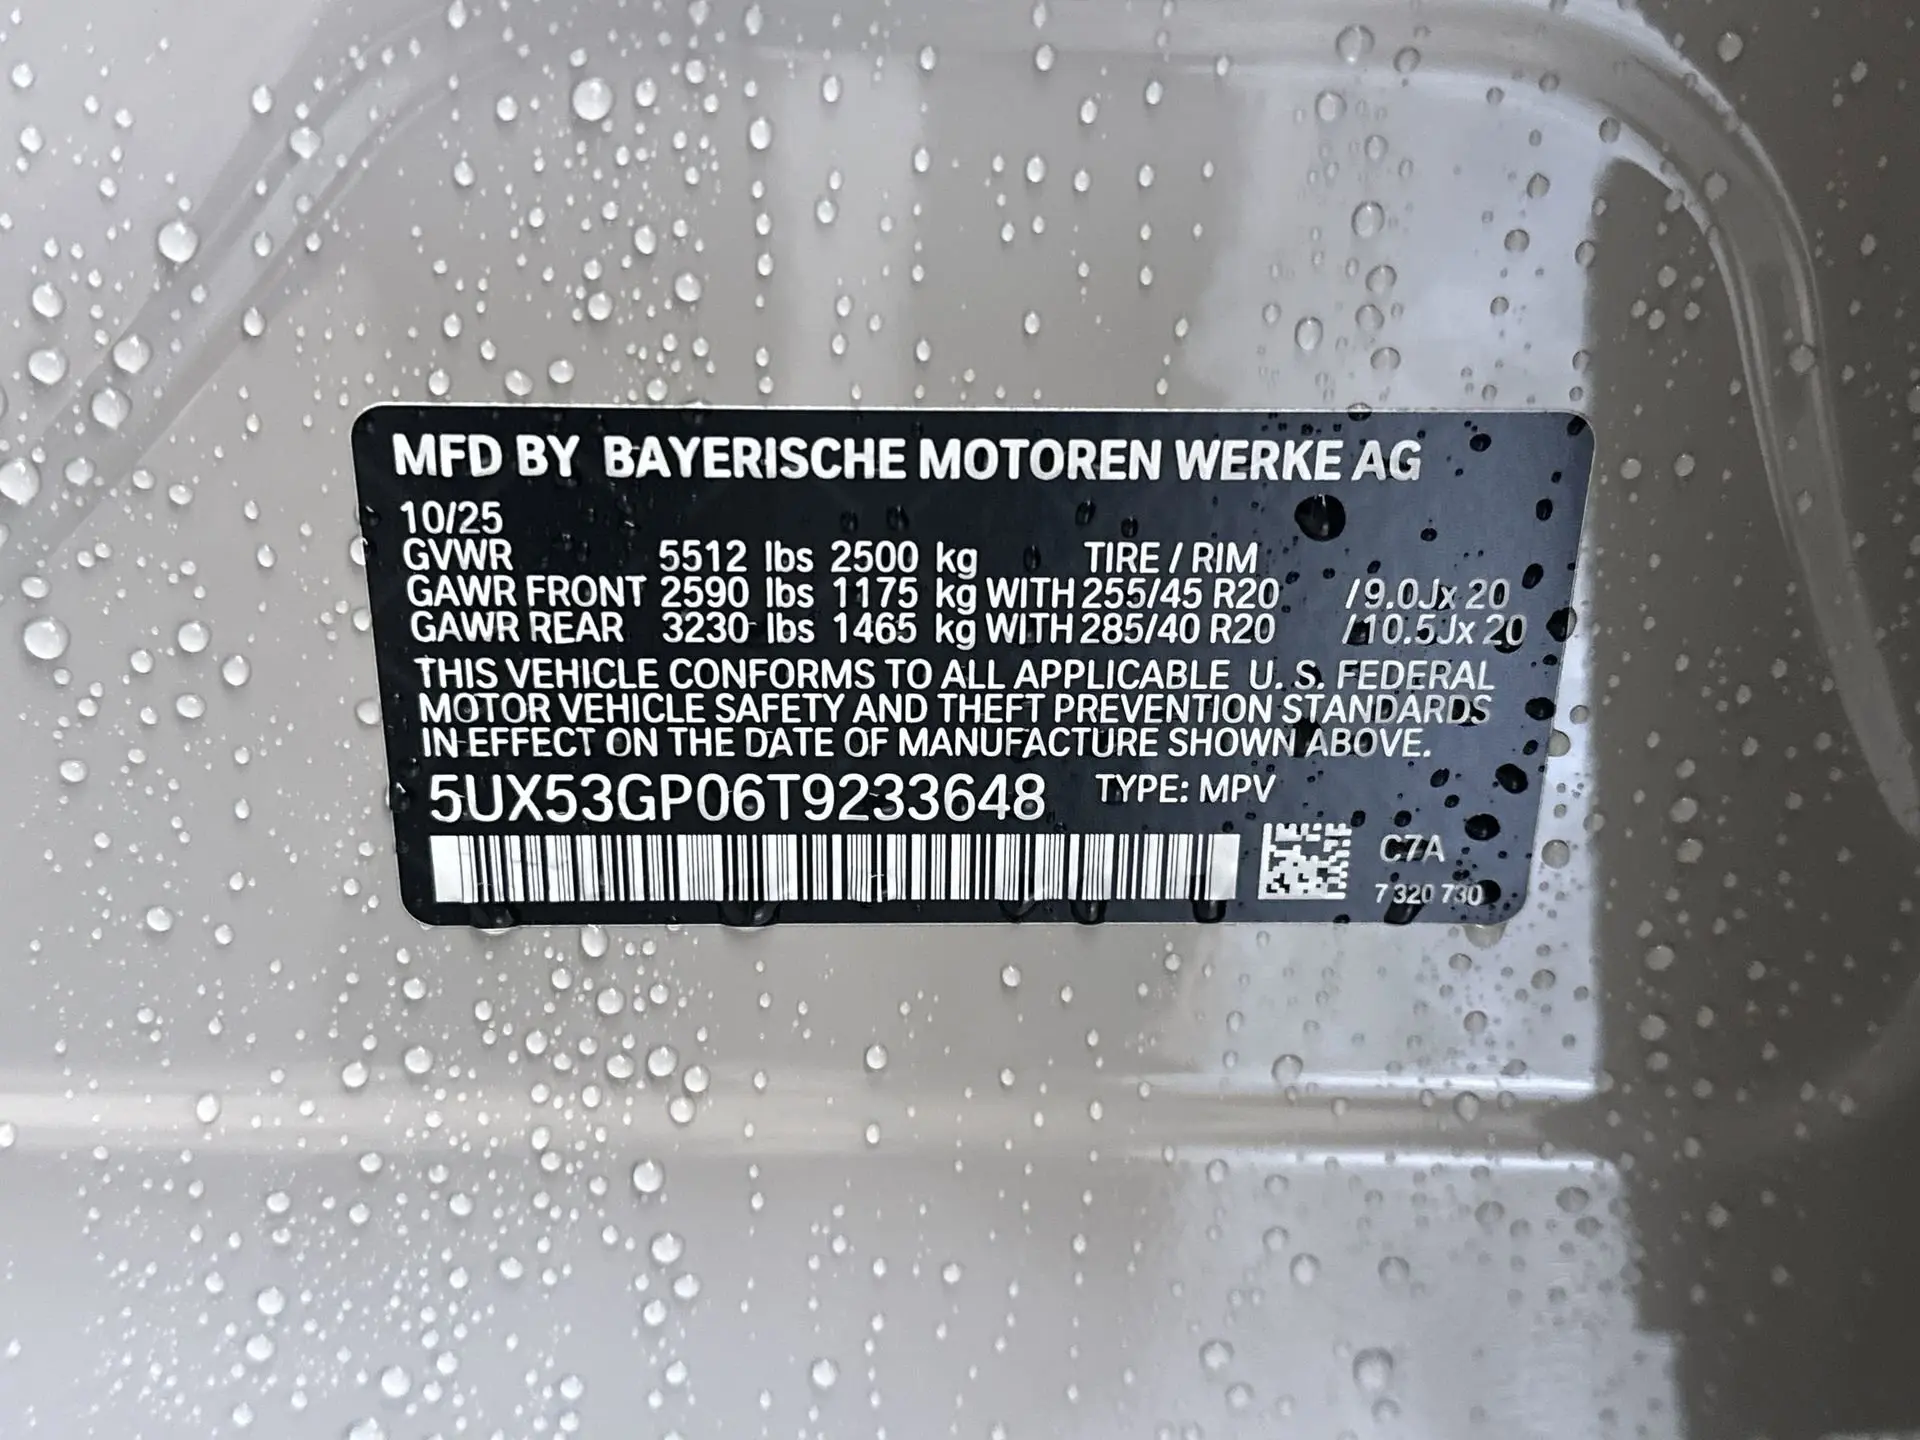 MFD BY BAYERISCHE MOTOREN WERKE AG
10/25
GVWR 5512 lbs 2500 kg TIRE / RIM
GAWR FRONT 2590 lbs 1175 kg WITH 255/45 R20 /9.0Jx 20
GAWR REAR 3230 lbs 1465 kg WITH 285/40 R20 /10.5Jx 20
THIS VEHICLE CONFORMS TO ALL APPLICABLE U. S. FEDERAL
MOTOR VEHICLE SAFETY AND THEFT PREVENTION STANDARDS
IN EFFECT ON THE DATE OF MANUFACTURE SHOWN ABOVE.
5UX53GP06T9233648 TYPE: MPV
C7A
7 320 730